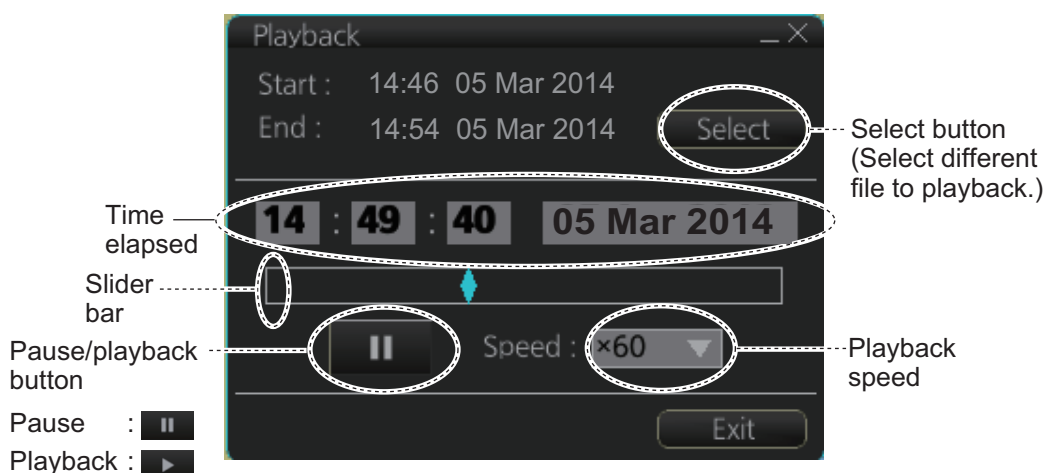 Playback
Start : 14:46 05 Mar 2014
End : 14:54 05 Mar 2014
Select
Select button
(Select different
file to playback.)
Time
elapsed
14 : 49 : 40 05 Mar 2014
Slider
bar
Pause/playback
button
Speed : ×60
Playback
speed
Pause :
Playback :
Exit